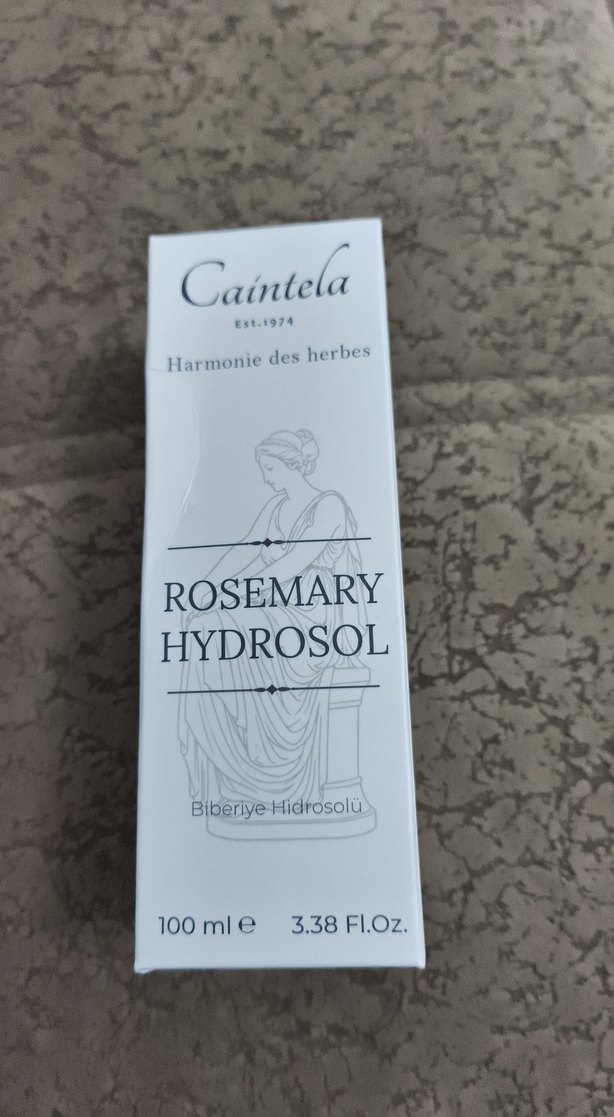 Caintela
Est.1974
Harmonie des herbes
ROSEMARY
HYDROSOL
Biberiye Hidrosolü
100 ml ℮ 3.38 Fl.Oz.